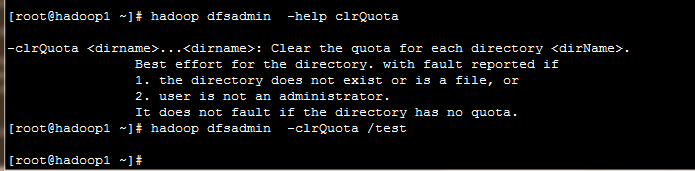 [root@hadoop1 ~]# hadoop dfsadmin  -help clrQuota
-clrQuota <dirname>...<dirname>: Clear the quota for each directory <dirName>.
Best effort for the directory. with fault reported if
1. the directory does not exist or is a file, or
2. user is not an administrator.
It does not fault if the directory has no quota.
[root@hadoop1 ~]# hadoop dfsadmin  -clrQuota /test
[root@hadoop1 ~]#